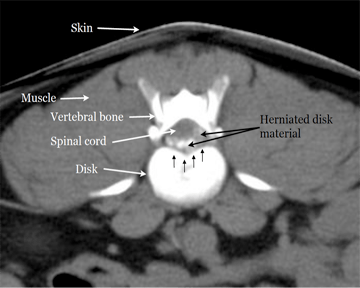 Skin
Muscle
Vertebral bone
Herniated disk
material
Spinal cord
Disk